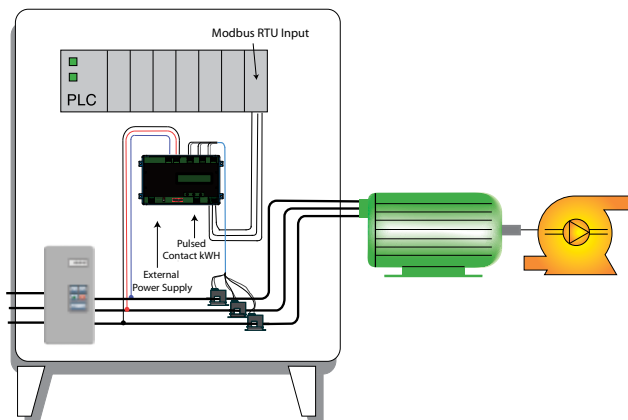 Modbus RTU Input
PLC
Pulsed
Contact kWH
External
Power Supply